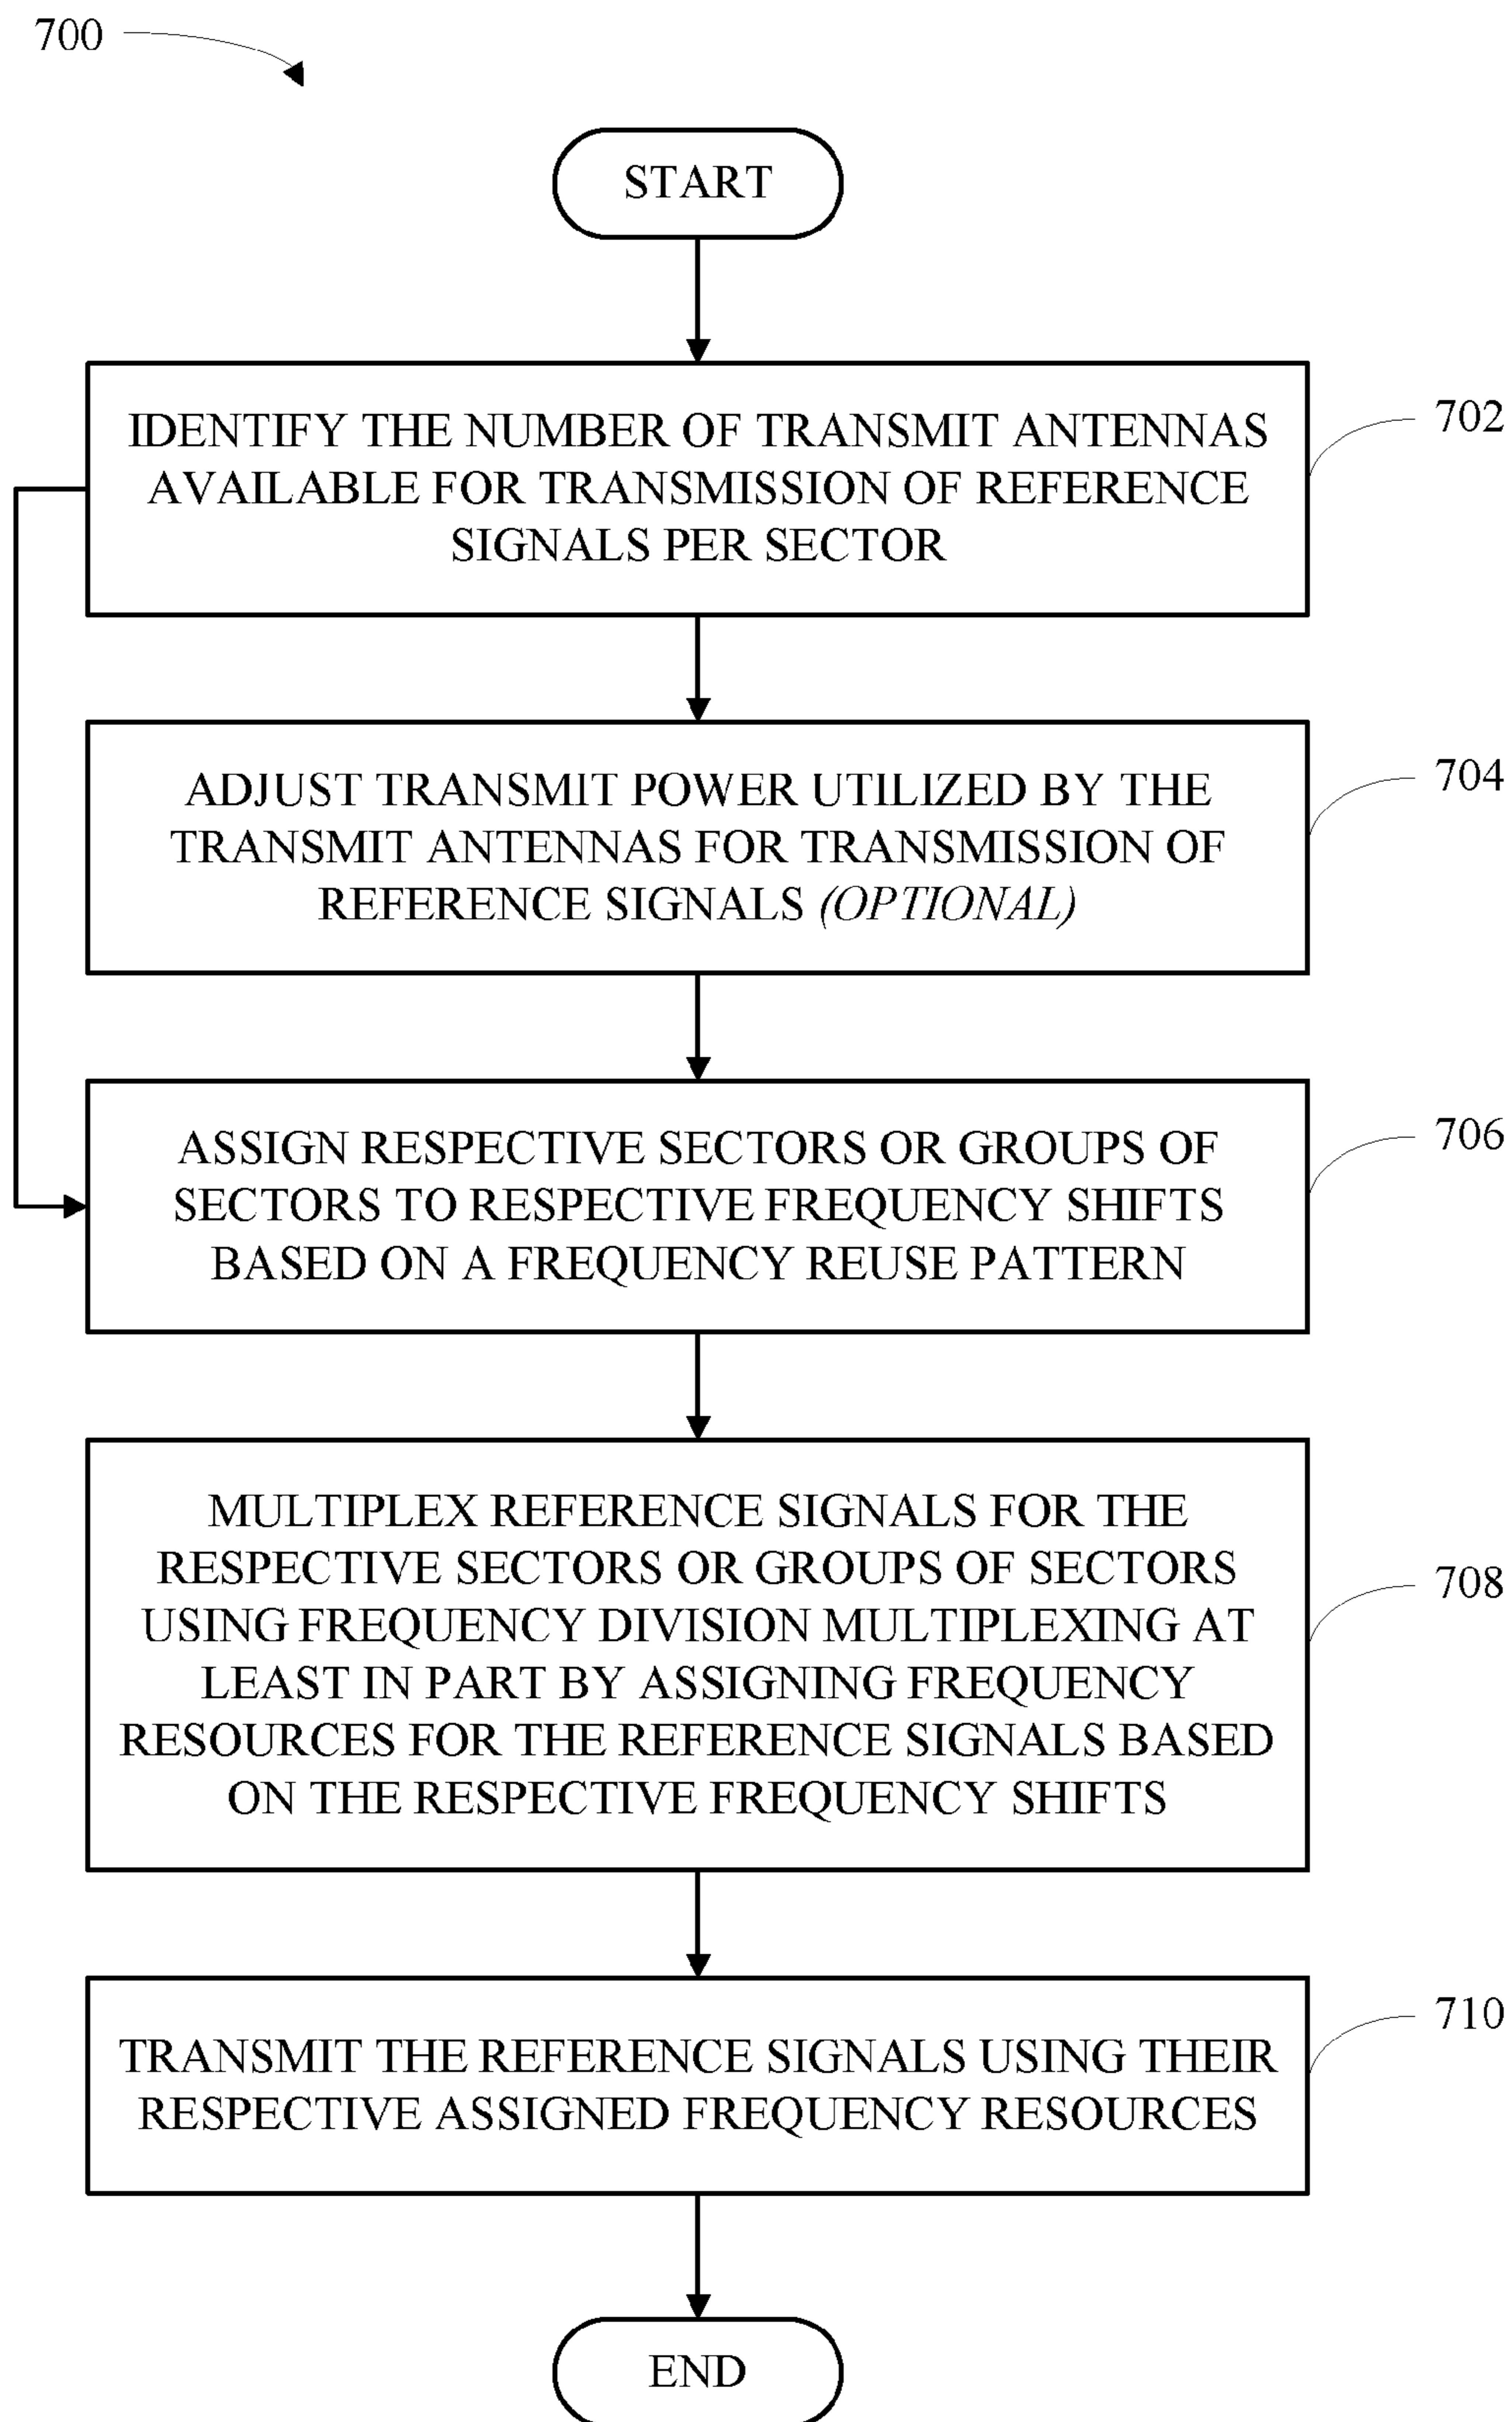 700
START
IDENTIFY THE NUMBER OF TRANSMIT ANTENNAS
AVAILABLE FOR TRANSMISSION OF REFERENCE
SIGNALS PER SECTOR
702
ADJUST TRANSMIT POWER UTILIZED BY THE
TRANSMIT ANTENNAS FOR TRANSMISSION OF
REFERENCE SIGNALS (OPTIONAL)
704
ASSIGN RESPECTIVE SECTORS OR GROUPS OF
SECTORS TO RESPECTIVE FREQUENCY SHIFTS
BASED ON A FREQUENCY REUSE PATTERN
706
MULTIPLEX REFERENCE SIGNALS FOR THE
RESPECTIVE SECTORS OR GROUPS OF SECTORS
USING FREQUENCY DIVISION MULTIPLEXING AT
LEAST IN PART BY ASSIGNING FREQUENCY
RESOURCES FOR THE REFERENCE SIGNALS BASED
ON THE RESPECTIVE FREQUENCY SHIFTS
708
TRANSMIT THE REFERENCE SIGNALS USING THEIR
RESPECTIVE ASSIGNED FREQUENCY RESOURCES
710
END